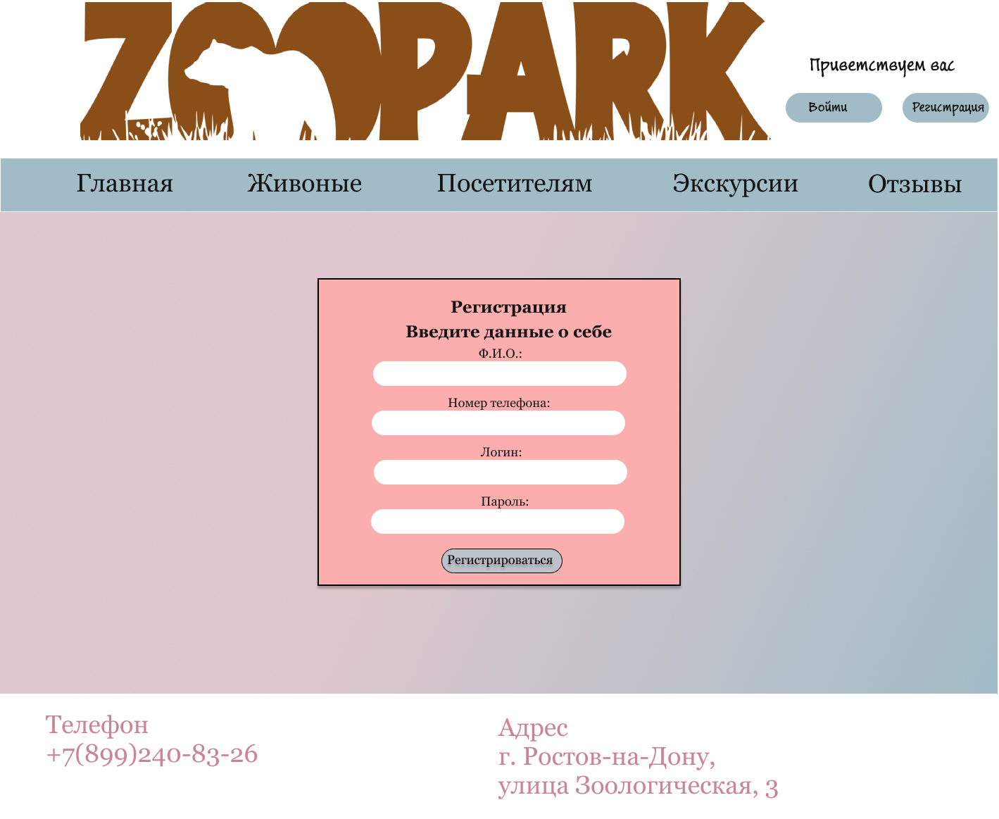 ZOOPARK
Приветствуем вас
Войти
Регистрация
Главная
Живоные
Посетителям
Экскурсии
Отзывы
Регистрация
Введите данные о себе
Ф.И.О.:
Номер телефона:
Логин:
Пароль:
Регистрироваться
Телефон
+7(899)240-83-26
Адрес
г. Ростов-на-Дону,
улица Зоологическая, 3